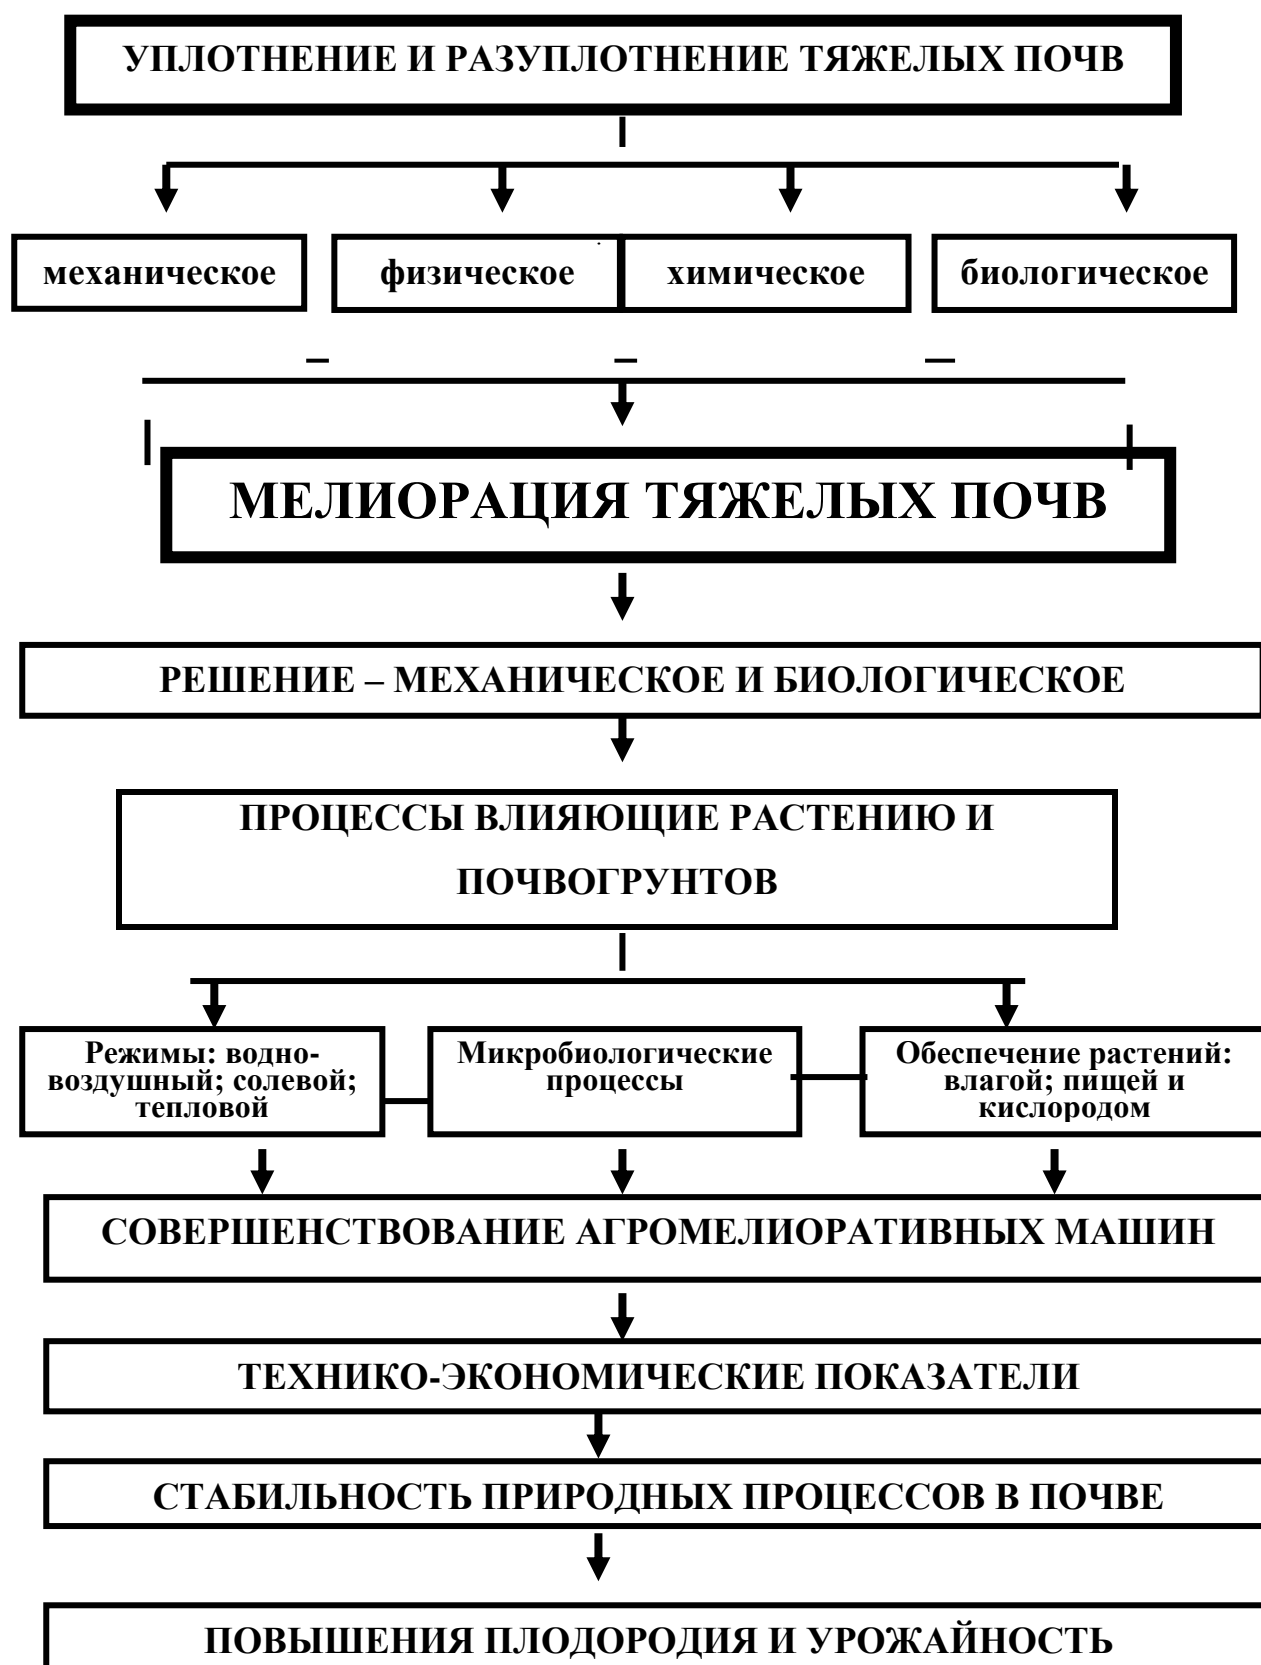 УПЛОТНЕНИЕ И РАЗУПЛОТНЕНИЕ ТЯЖЕЛЫХ ПОЧВ
механическое
физическое
химическое
биологическое
МЕЛИОРАЦИЯ ТЯЖЕЛЫХ ПОЧВ
РЕШЕНИЕ – МЕХАНИЧЕСКОЕ И БИОЛОГИЧЕСКОЕ
ПРОЦЕССЫ ВЛИЯЮЩИЕ РАСТЕНИЮ И
ПОЧВОГРУНТОВ
Режимы: водно-
воздушный; солевой;
тепловой
Микробиологические
процессы
Обеспечение растений:
влагой; пищей и
кислородом
СОВЕРШЕНСТВОВАНИЕ АГРОМЕЛИОРАТИВНЫХ МАШИН
ТЕХНИКО-ЭКОНОМИЧЕСКИЕ ПОКАЗАТЕЛИ
СТАБИЛЬНОСТЬ ПРИРОДНЫХ ПРОЦЕССОВ В ПОЧВЕ
ПОВЫШЕНИЯ ПЛОДОРОДИЯ И УРОЖАЙНОСТЬ